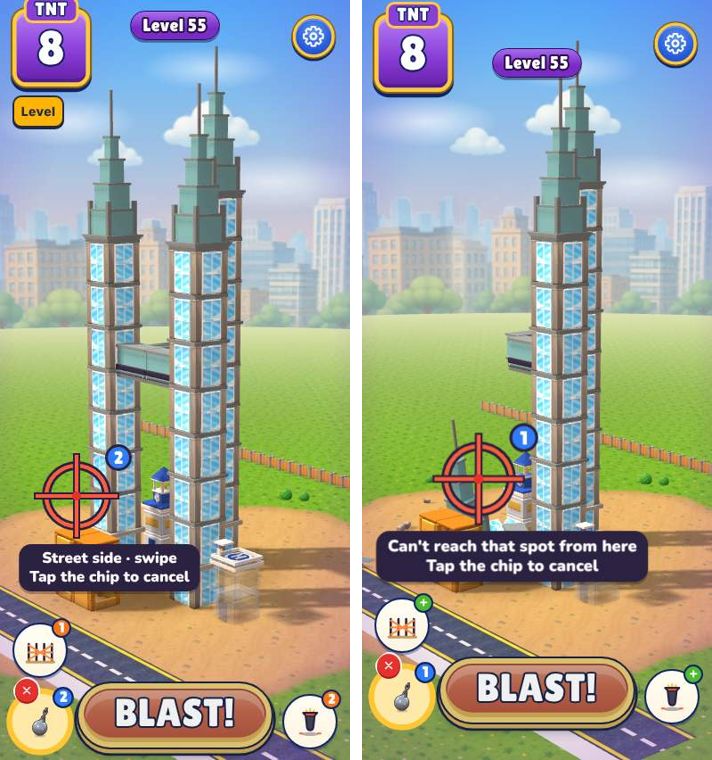 TNT
8
Level 55
Level
2
Street side · swipe
Tap the chip to cancel
1
2
BLAST!
2
TNT
8
Level 55
1
Can't reach that spot from here
Tap the chip to cancel
+
1
BLAST!
+